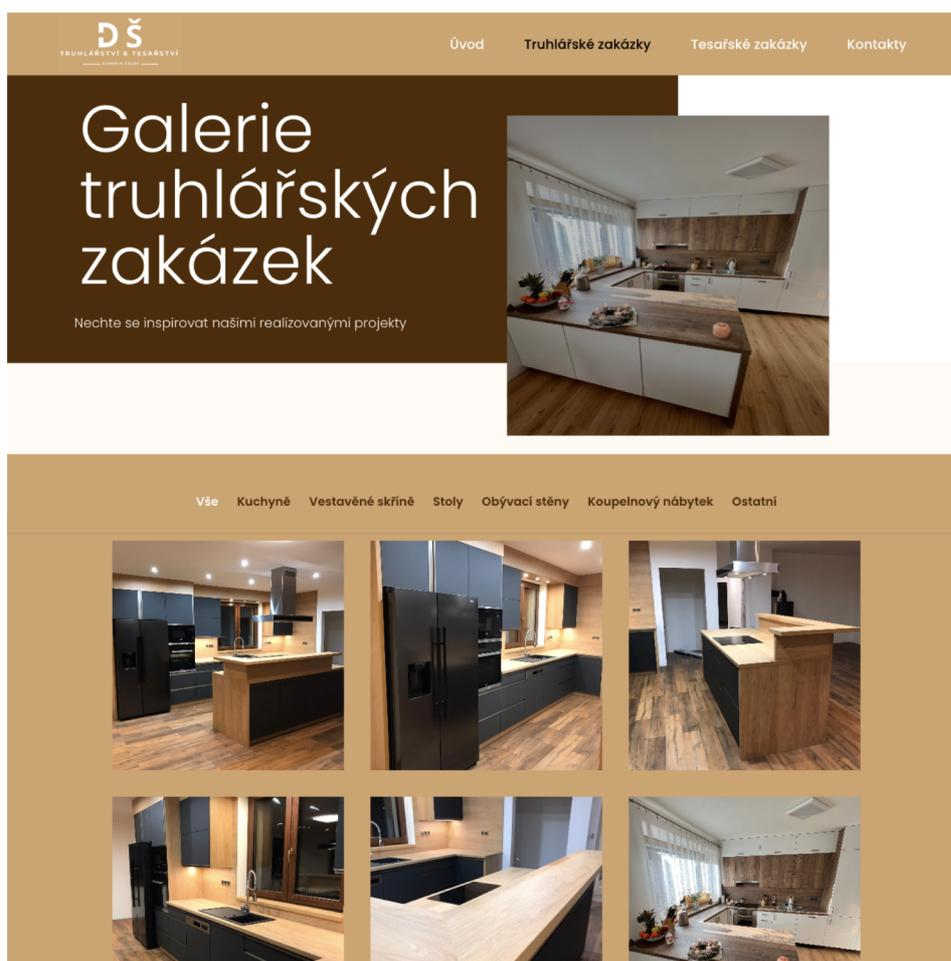 DŠ
TRUHLÁŘSTVÍ & TESAŘSTVÍ
Úvod
Truhlářské zakázky
Tesařské zakázky
Kontakty
Galerie
truhlářských
zakázek
Nechte se inspirovat našimi realizovanými projekty
Vše
Kuchyně
Vestavěné skříně
Stoly
Obývací stěny
Koupelnový nábytek
Ostatní